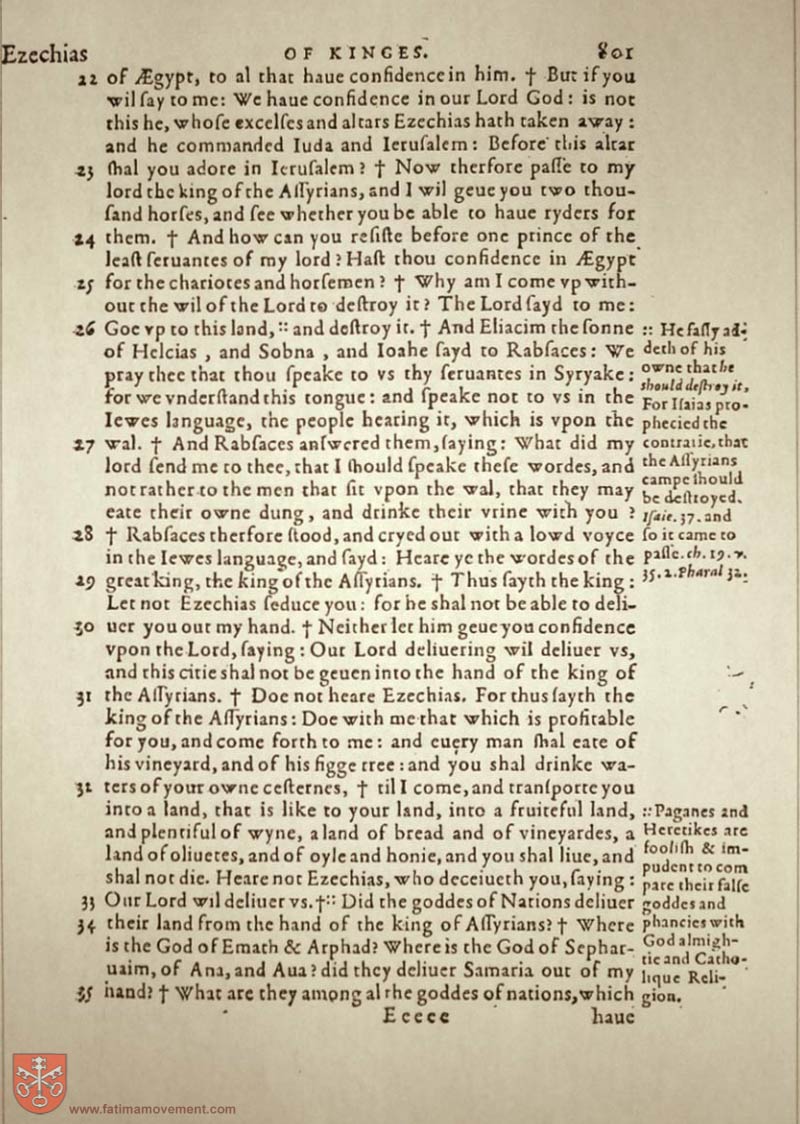 Ezechias OF KINGES. 801
22 of Ægypt, to al that haue confidence in him. † But if you
wil ſay to me: We haue confidence in our Lord God: is not
this he, whoſe excelſes and altars Ezechias hath taken away:
and he commanded Iuda and Ieruſalem: Before this altar
23 ſhal you adore in Ieruſalem? † Now therfore paſſe to my
lord the king of the Aſſyrians, and I wil geue you two thou-
ſand horſes, and ſee whether you be able to haue ryders for
24 them. † And how can you reſiſte before one prince of the
leaſt ſeruantes of my lord? Haſt thou confidence in Ægypt
25 for the chariotes and horſemen? † Why am I come vp with-
out the wil of the Lord to deſtroy it? The Lord ſayd to me:
26 Goe vp to this land, :: and deſtroy it. † And Eliacim the ſonne
of Helcias , and Sobna , and Ioahe ſayd to Rabſaces: We
pray thee that thou ſpeake to vs thy ſeruantes in Syryake:
for we vnderſtand this tongue: and ſpeake not to vs in the
Iewes language, the people hearing it, which is vpon the
27 wal. † And Rabſaces anſwered them, ſaying: What did my
lord ſend me to thee, that I ſhould ſpeake theſe wordes, and
not rather to the men that ſit vpon the wal, that they may
eate their owne dung, and drinke their vrine with you ?
28 † Rabſaces therfore ſtood, and cryed out with a lowd voyce
in the Iewes language, and ſayd: Heare ye the wordes of the
29 great king, the king of the Aſſyrians. † Thus ſayth the king:
Let not Ezechias ſeduce you: for he shal not be able to deli-
30 uer you out my hand. † Neither let him geue you confidence
vpon the Lord, ſaying: Our Lord deliuering wil deliuer vs,
and this citie shal not be geuen into the hand of the king of
31 the Aſſyrians. † Doe not heare Ezechias. For thus ſayth the
king of the Aſſyrians: Doe with me that which is profitable
for you, and come forth to me: and euery man ſhal eate of
his vineyard, and of his figge tree: and you shal drinke wa-
32 ters of your owne ceſternes, † til I come, and tranſporte you
into a land, that is like to your land, into a fruiteful land,
and plentiful of wyne, a land of bread and of vineyardes, a
land of oliuetes, and of oyle and honie, and you shal liue, and
shal not die. Heare not Ezechias, who deceiueth you, ſaying:
33 Our Lord wil deliuer vs. † :: Did the goddes of Nations deliuer
34 their land from the hand of the king of Aſſyrians? † Where
is the God of Emath & Arphad? Where is the God of Sephar-
uaim, of Ana, and Aua? did they deliuer Samaria out of my
35 hand? † What are they among al the goddes of nations, which
Eeeee haue
:: He falſly ad-
deth of his
owne that he
should deſtroy it,
For Iſaias pro-
phecied the
contrarie, that
the Aſſyrians
campe ſhould
be deſtroyed.
Iſaie. 37. and
ſo it came to
paſſe. ch. 19. v.
35. 2. Paral 32.
:: Paganes and
Heretikes are
fooliſh & im-
pudent to com
pare their falſe
goddes and
phancies with
God almigh-
tie and Catho-
lique Reli-
gion.
www.fatimamovement.com